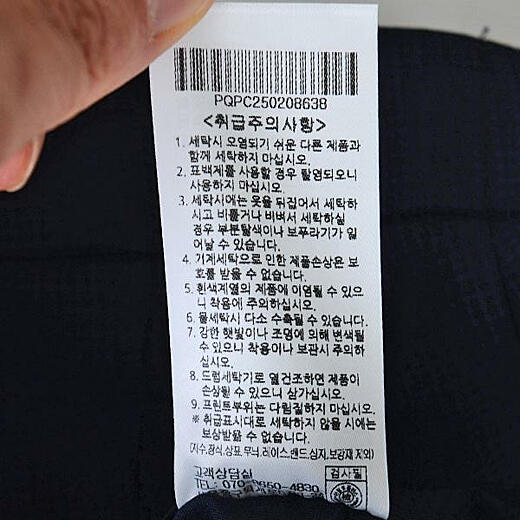 PQPC250208638
<취급주의사항>
1. 세탁시 오염되기 쉬운 다른 제품과
함께 세탁하지 마십시오.
2. 표백제를 사용할 경우 탈염되오니
사용하지 마십시오.
3. 세탁시에는 옷을 뒤집어서 세탁하
시고 비틀거나 비벼서 세탁하실
경우 부분탈색이나 보푸라기가 일
어날 수 있습니다.
4. 기계세탁으로 인한 제품손상은 보
호를 받을 수 없습니다.
5. 흰색계열의 제품에 이염될 수 있으
니 착용에 주의하십시오.
6. 물세탁시 다소 수축될 수 있습니다.
7. 강한 햇빛이나 조명에 의해 변색될
수 있으니 착용이나 보관시 주의하
십시오.
8. 드럼세탁기로 열건조하면 제품이
손상될 수 있으니 삼가십시오.
9. 프린트부위는 다림질하지 마십시오.
※ 취급표시대로 세탁하지 않을 시에는
보상받을 수 없습니다.
(지수,장식,상표,무늬,레이스,밴드,심지,보강재 제외)
고객상담실
검사필
TEL: 070- 650-4830